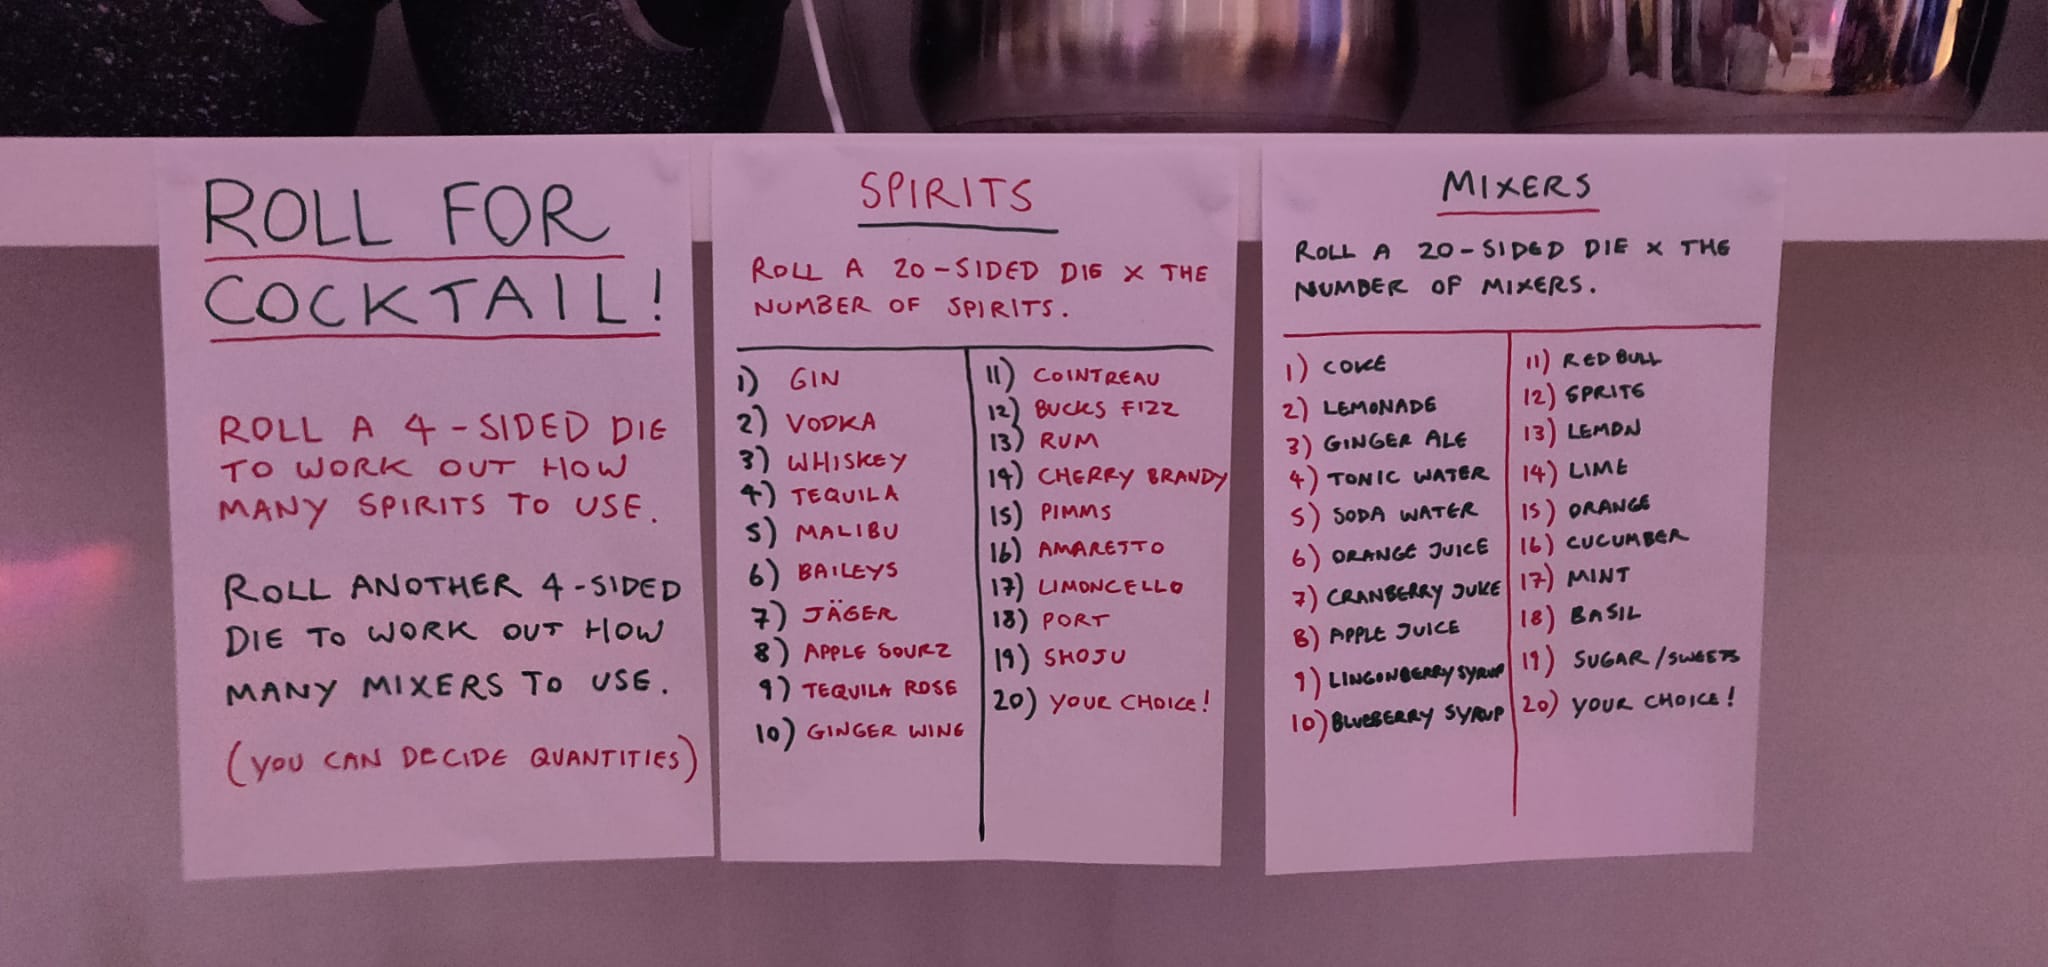 ROLL FOR
COCKTAIL!
ROLL A 4-SIDED DIE
TO WORK OUT HOW
MANY SPIRITS TO USE.
ROLL ANOTHER 4-SIDED
DIE TO WORK OUT HOW
MANY MIXERS TO USE.
(YOU CAN DECIDE QUANTITIES)
SPIRITS
ROLL A 20-SIDED DIE X THE
NUMBER OF SPIRITS.
1) GIN
2) VODKA
3) WHISKEY
4) TEQUILA
5) MALIBU
6) BAILEYS
7) JÄGER
8) APPLE SOURZ
9) TEQUILA ROSE
10) GINGER WINE
11) COINTREAU
12) BUCKS FIZZ
13) RUM
14) CHERRY BRANDY
15) PIMMS
16) AMARETTO
17) LIMONCELLO
18) PORT
19) SHOJU
20) YOUR CHOICE!
MIXERS
ROLL A 20-SIDED DIE X THE
NUMBER OF MIXERS.
1) COKE
2) LEMONADE
3) GINGER ALE
4) TONIC WATER
5) SODA WATER
6) ORANGE JUICE
7) CRANBERRY JUICE
8) APPLE JUICE
9) LINGONBERRY SYRUP
10) BLUEBERRY SYRUP
11) RED BULL
12) SPRITE
13) LEMON
14) LIME
15) ORANGE
16) CUCUMBER
17) MINT
18) BASIL
19) SUGAR/SWEETS
20) YOUR CHOICE!